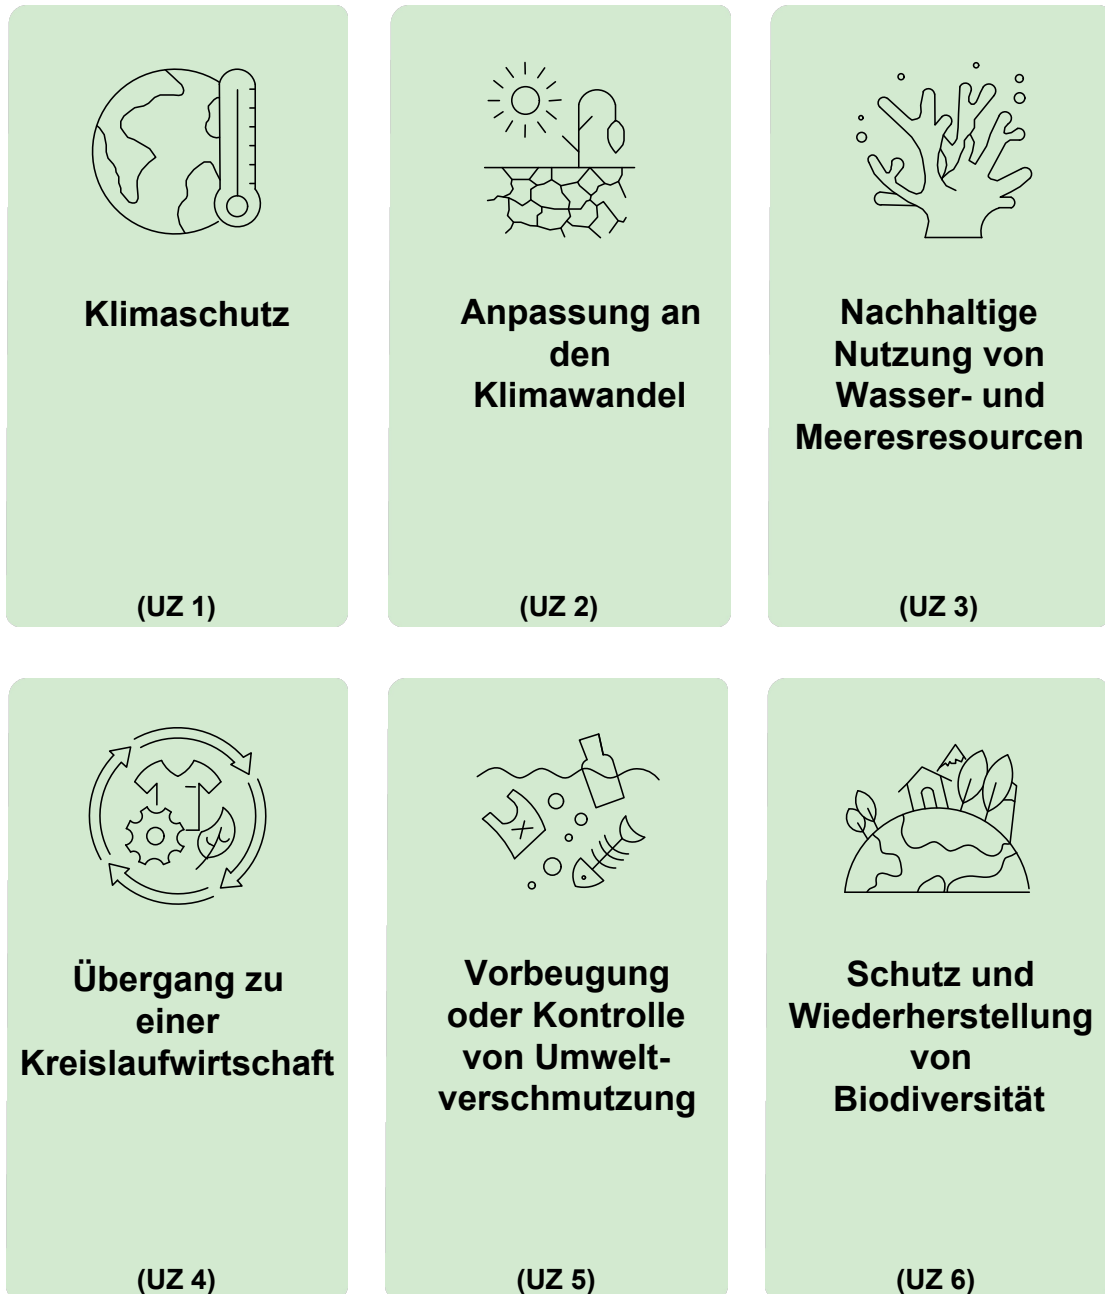 Klimaschutz
(UZ 1)
Anpassung an
den
Klimawandel
(UZ 2)
Nachhaltige
Nutzung von
Wasser- und
Meeresresourcen
(UZ 3)
Übergang zu
einer
Kreislaufwirtschaft
(UZ 4)
Vorbeugung
oder Kontrolle
von Umwelt-
verschmutzung
(UZ 5)
Schutz und
Wiederherstellung
von
Biodiversität
(UZ 6)